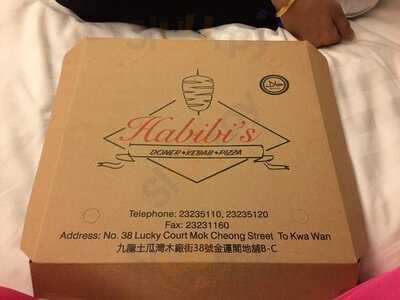 Habibi's
DONER • KEBAB • PIZZA
Telephone: 23235110, 23235120
Fax: 23231160
Address: No. 38 Lucky Court Mok Cheong Street To Kwa Wan
九龍土瓜灣木廠街38號金運閣地舖B-C